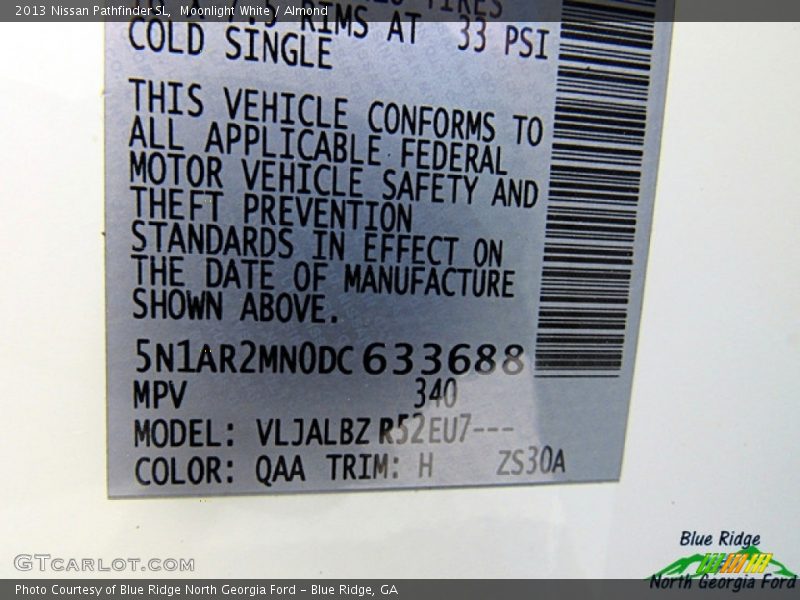 2013 Nissan Pathfinder SL,  Moonlight White / Almond
TIRES
7.5 RIMS AT 33 PSI
COLD SINGLE
THIS VEHICLE CONFORMS TO
ALL APPLICABLE FEDERAL
MOTOR VEHICLE SAFETY AND
THEFT PREVENTION
STANDARDS IN EFFECT ON
THE DATE OF MANUFACTURE
SHOWN ABOVE.
5N1AR2MN0DC633688
MPV 340
MODEL: VLJALBZ R52EU7---
COLOR: QAA TRIM: H ZS30A
Blue Ridge
North Georgia Ford
GTCARLOT.COM
Photo Courtesy of Blue Ridge North Georgia Ford – Blue Ridge, GA